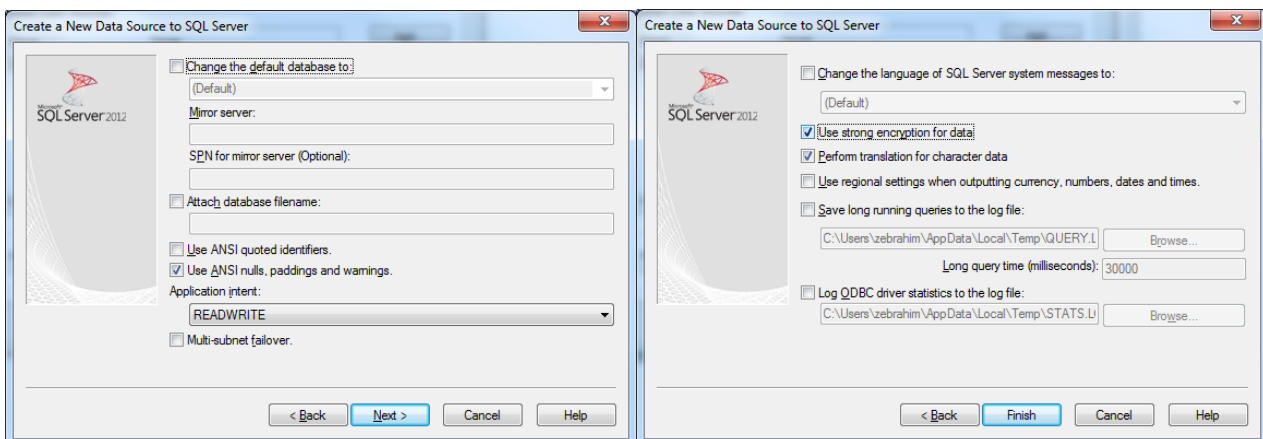 Create a New Data Source to SQL Server
Microsoft®
SQL Server 2012
Change the default database to:
(Default)
Mirror server:
SPN for mirror server (Optional):
Attach database filename:
Use ANSI quoted identifiers.
Use ANSI nulls, paddings and warnings.
Application intent:
READWRITE
Multi-subnet failover.
< Back
Next >
Cancel
Help
Create a New Data Source to SQL Server
Microsoft®
SQL Server 2012
Change the language of SQL Server system messages to:
(Default)
Use strong encryption for data
Perform translation for character data
Use regional settings when outputting currency, numbers, dates and times.
Save long running queries to the log file:
C:\Users\zebrahim\AppData\Local\Temp\QUERY.L
Browse...
Long query time (milliseconds): 30000
Log ODBC driver statistics to the log file:
C:\Users\zebrahim\AppData\Local\Temp\STATS.L
Browse...
< Back
Finish
Cancel
Help